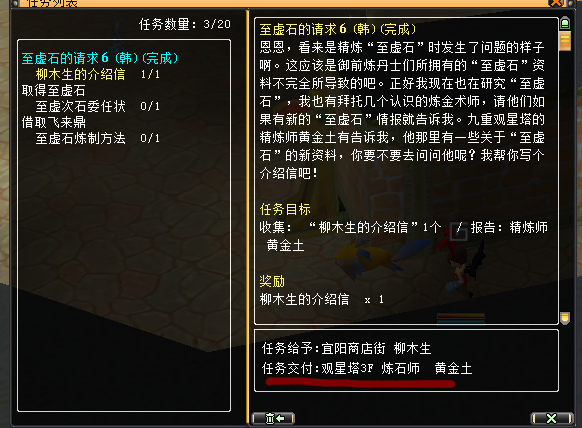 任务列表
任务数量: 3/20
至虚石的请求6 (韩)(完成)
柳木生的介绍信 1/1
取得至虚石
至虚次石委任状 0/1
借取飞来鼎
至虚石炼制方法 0/1
至虚石的请求6 (韩)(完成)
恩恩，看来是精炼“至虚石”时发生了问题的样子
啊。这应该是御前炼丹士们所拥有的“至虚石”资
料不完全所导致的吧。正好我现在也在研究“至虚
石”，我也有拜托几个认识的炼金术师，请他们如
果有新的“至虚石”情报就告诉我。九重观星塔的
精炼师黄金土有告诉我，他那里有一些关于“至虚
石”的新资料，你要不要去问问他呢？我帮你写个
介绍信吧！
任务目标
收集: “柳木生的介绍信”1个 / 报告: 精炼师
黄金土
奖励
柳木生的介绍信 x 1
任务给予:宜阳商店街 柳木生
任务交付:观星塔3F 炼石师 黄金土